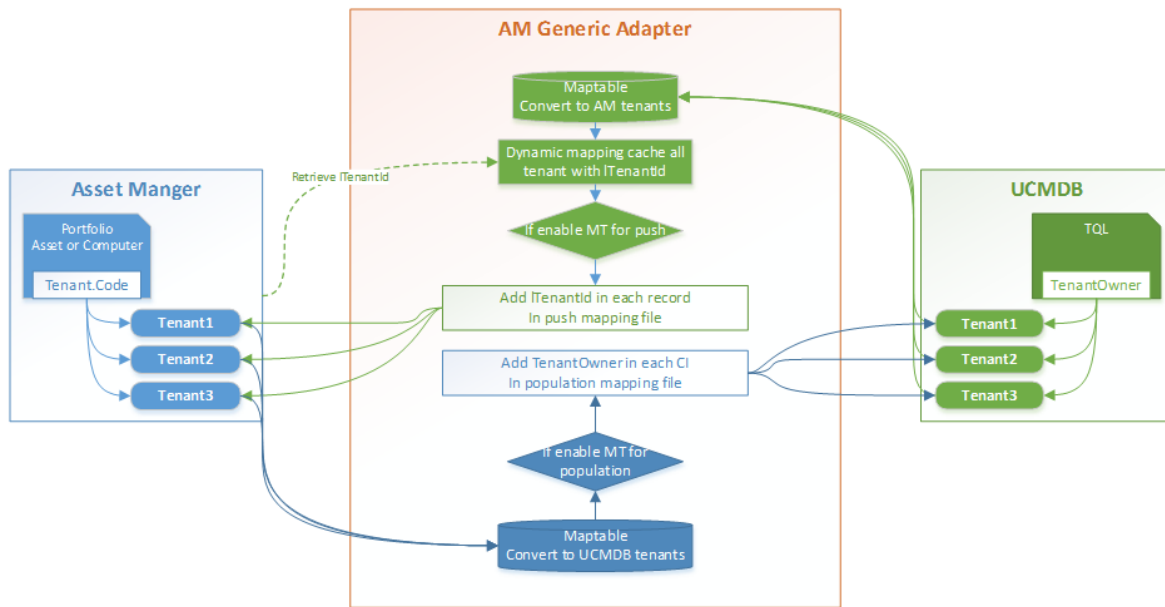 AM Generic Adapter
Maptable
Convert to AM tenants
Dynamic mapping cache all
tenant with lTenantId
Retrieve lTenantId
If enable MT for push
Add lTenantId in each record
In push mapping file
Add TenantOwner in each CI
In population mapping file
If enable MT for
population
Maptable
Convert to UCMDB tenants
Asset Manger
Portfolio
Asset or Computer
Tenant.Code
Tenant1
Tenant2
Tenant3
UCMDB
TQL
TenantOwner
Tenant1
Tenant2
Tenant3